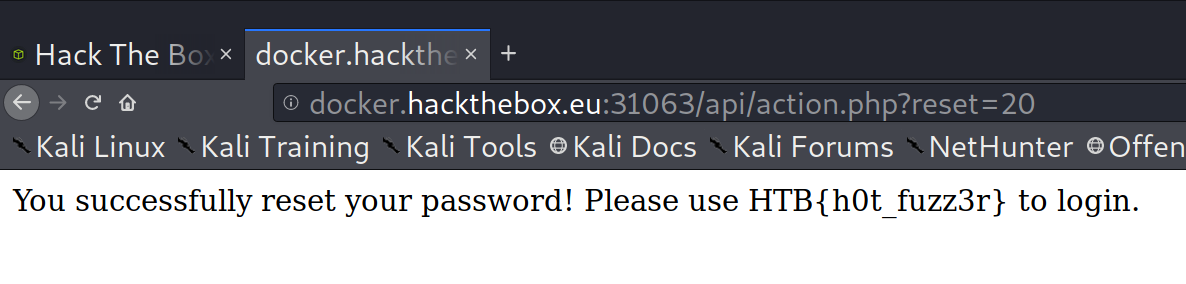 Hack The Box × docker.hackthe × +
docker.hackthebox.eu:31063/api/action.php?reset=20
Kali Linux Kali Training Kali Tools Kali Docs Kali Forums NetHunter Offen
You successfully reset your password! Please use HTB{h0t_fuzz3r} to login.